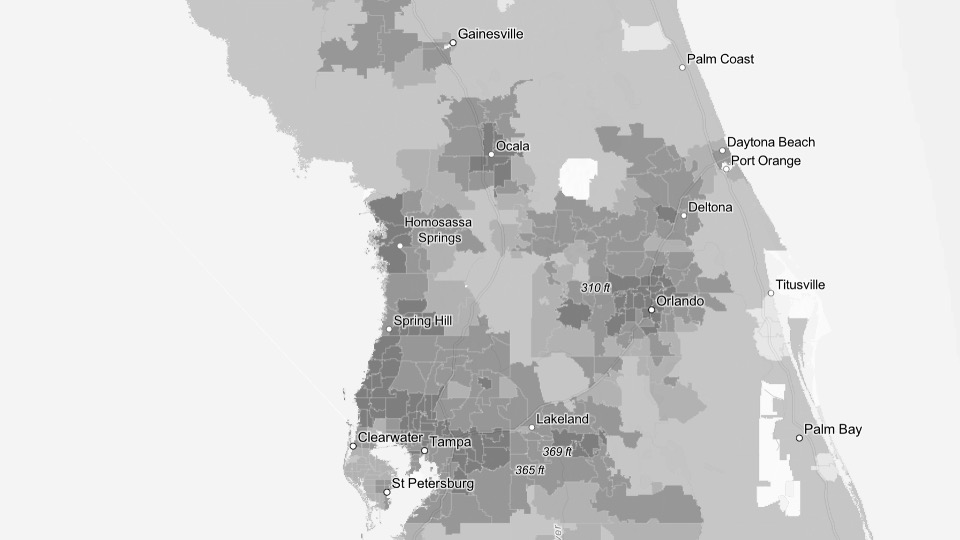 Gainesville
Palm Coast
Daytona Beach
Ocala
Port Orange
Deltona
Homosassa
Springs
Titusville
310 ft
Orlando
Spring Hill
Lakeland
Palm Bay
Clearwater
Tampa
369 ft
365 ft
St Petersburg